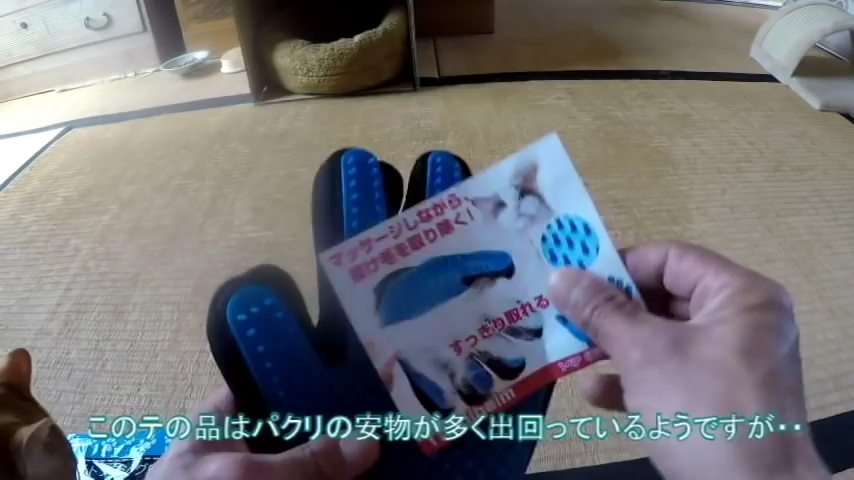 マッサージしながら、
抜け毛を取り除く！
すっきり取れる
このテの品はパクリの安物が多く出回っているようですが・・